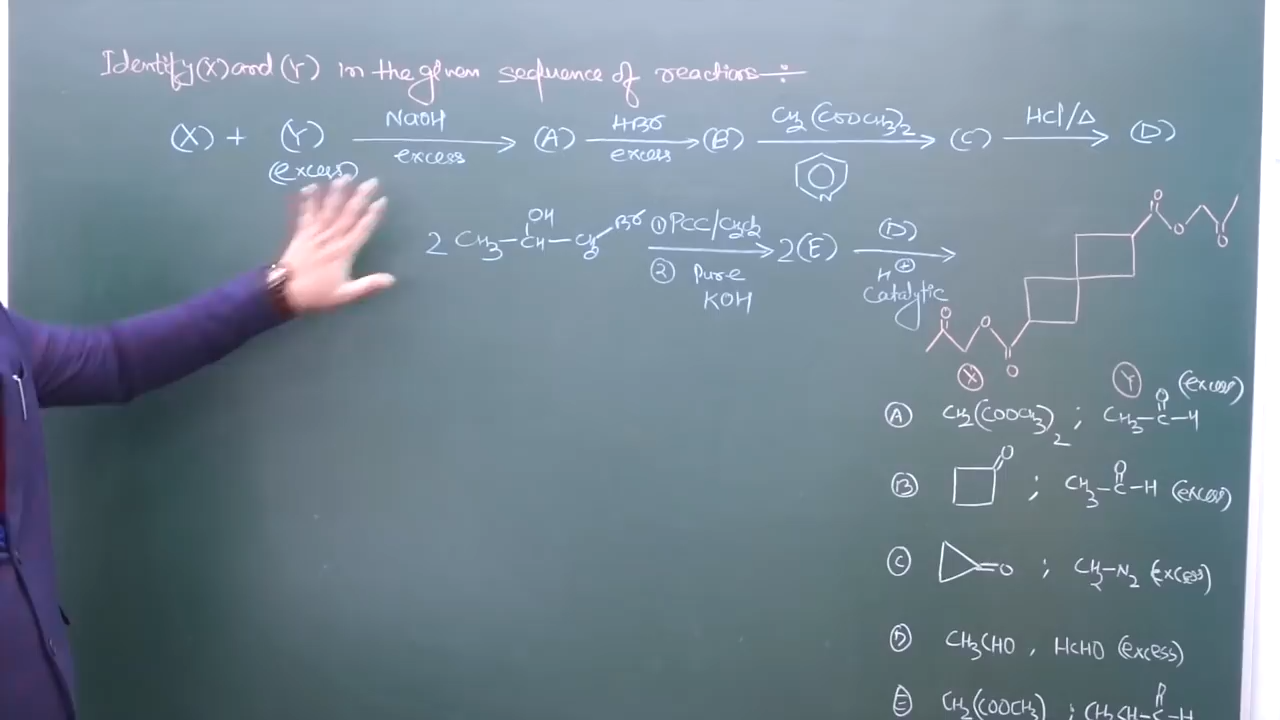 Identify (X) and (Y) in the given sequence of reactions ÷
(X) + (Y) (excess) NaOH excess → (A) HBr excess → (B) CH2(COOCH3)2 N → (C) HCl/Δ → (D)
2 CH3-CH(OH)-CH2 Br ① PCC/CH2Cl2 ② Pure KOH → 2(E) (D) H⊕ Catalytic →
O O O
O O O
Ⓧ Ⓨ (excess)
Ⓐ CH2(COOCH3)2 ; CH3-C(=O)-H
Ⓑ =O ; CH3-C(=O)-H (excess)
Ⓒ =O ; CH2-N2 (excess)
Ⓓ CH3CHO , HCHO (excess)
Ⓔ CH2(COOCH3)